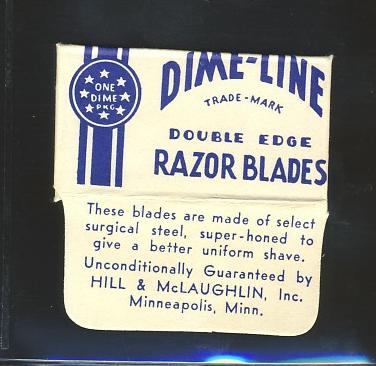 ONE
DIME
PKG
DIME-LINE
TRADE-MARK
DOUBLE EDGE
RAZOR BLADES
These blades are made of select
surgical steel, super-honed to
give a better uniform shave.
Unconditionally Guaranteed by
HILL & McLAUGHLIN, Inc.
Minneapolis, Minn.